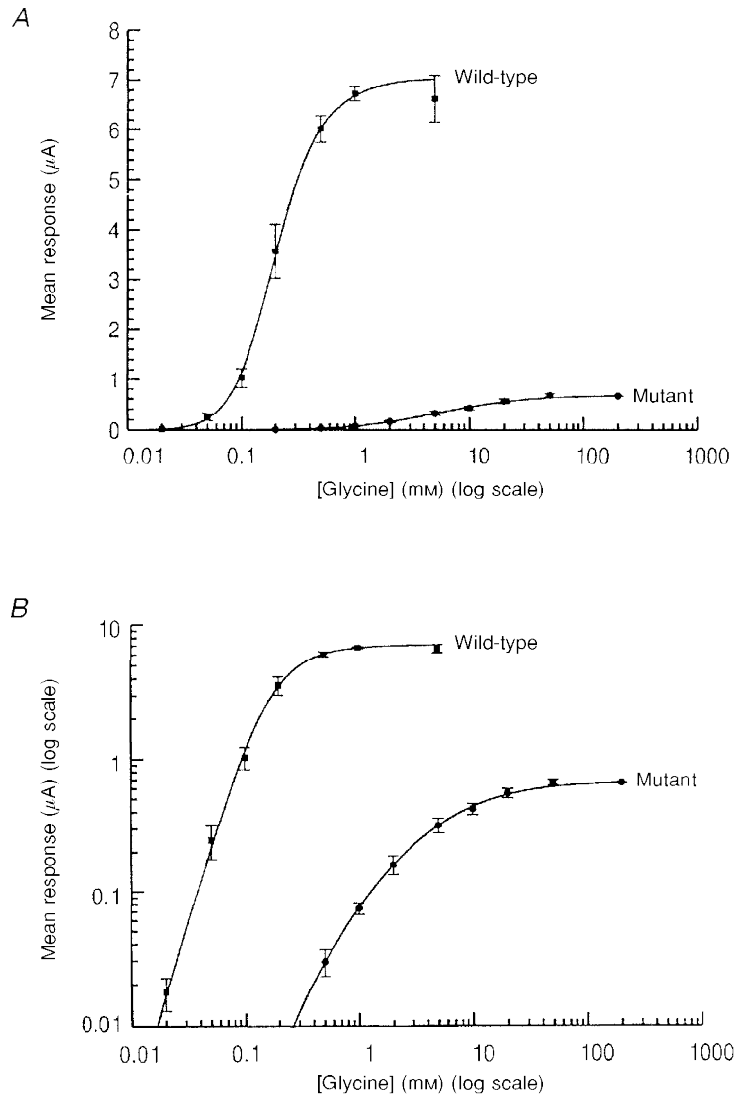 A
8
7
6
5
4
3
2
1
0
Mean response (μA)
Wild-type
Mutant
0.01 0.1 1 10 100 1000
[Glycine] (mM) (log scale)
B
10
1
0.1
0.01
Mean response (μA) (log scale)
Wild-type
Mutant
0.01 0.1 1 10 100 1000
[Glycine] (mM) (log scale)